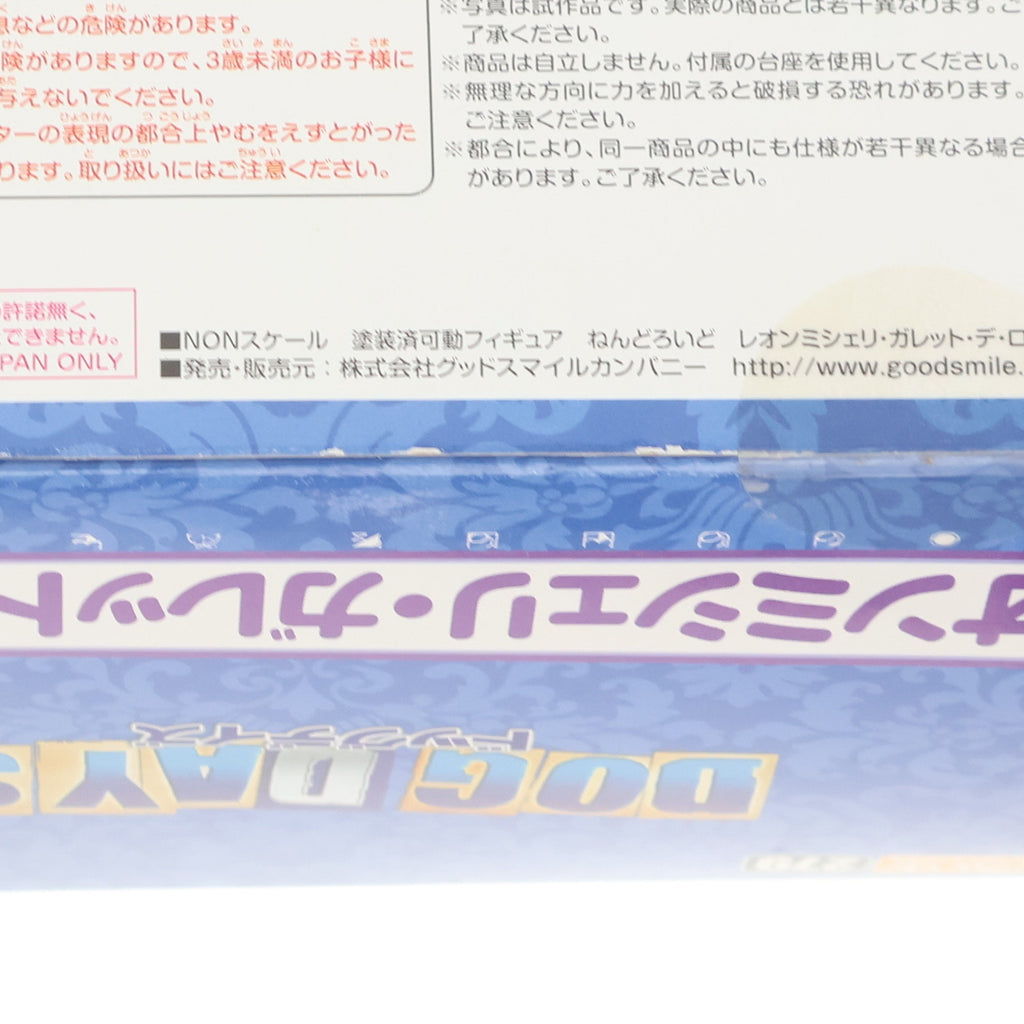 などの危険があります。
険がありますので、3歳未満のお子様に
与えないでください。
ターの表現の都合上やむをえずとがった
ります。取り扱いにはご注意ください。
※写真は試作品です。実際の商品とは若干異なります。ご
了承ください。
※商品は自立しません。付属の台座を使用してください。
※無理な方向に力を加えると破損する恐れがあります。
ご注意ください。
※都合により、同一商品の中にも仕様が若干異なる場合
があります。ご了承ください。
許諾無く、
できません。
PAN ONLY
■NONスケール 塗装済可動フィギュア ねんどろいど レオンミシェリ・ガレット・デ・ロ
■発売・販売元：株式会社グッドスマイルカンパニー http://www.goodsmile.
オンミシェリ・ガレット
ドッグデイズ
DOG DAYS